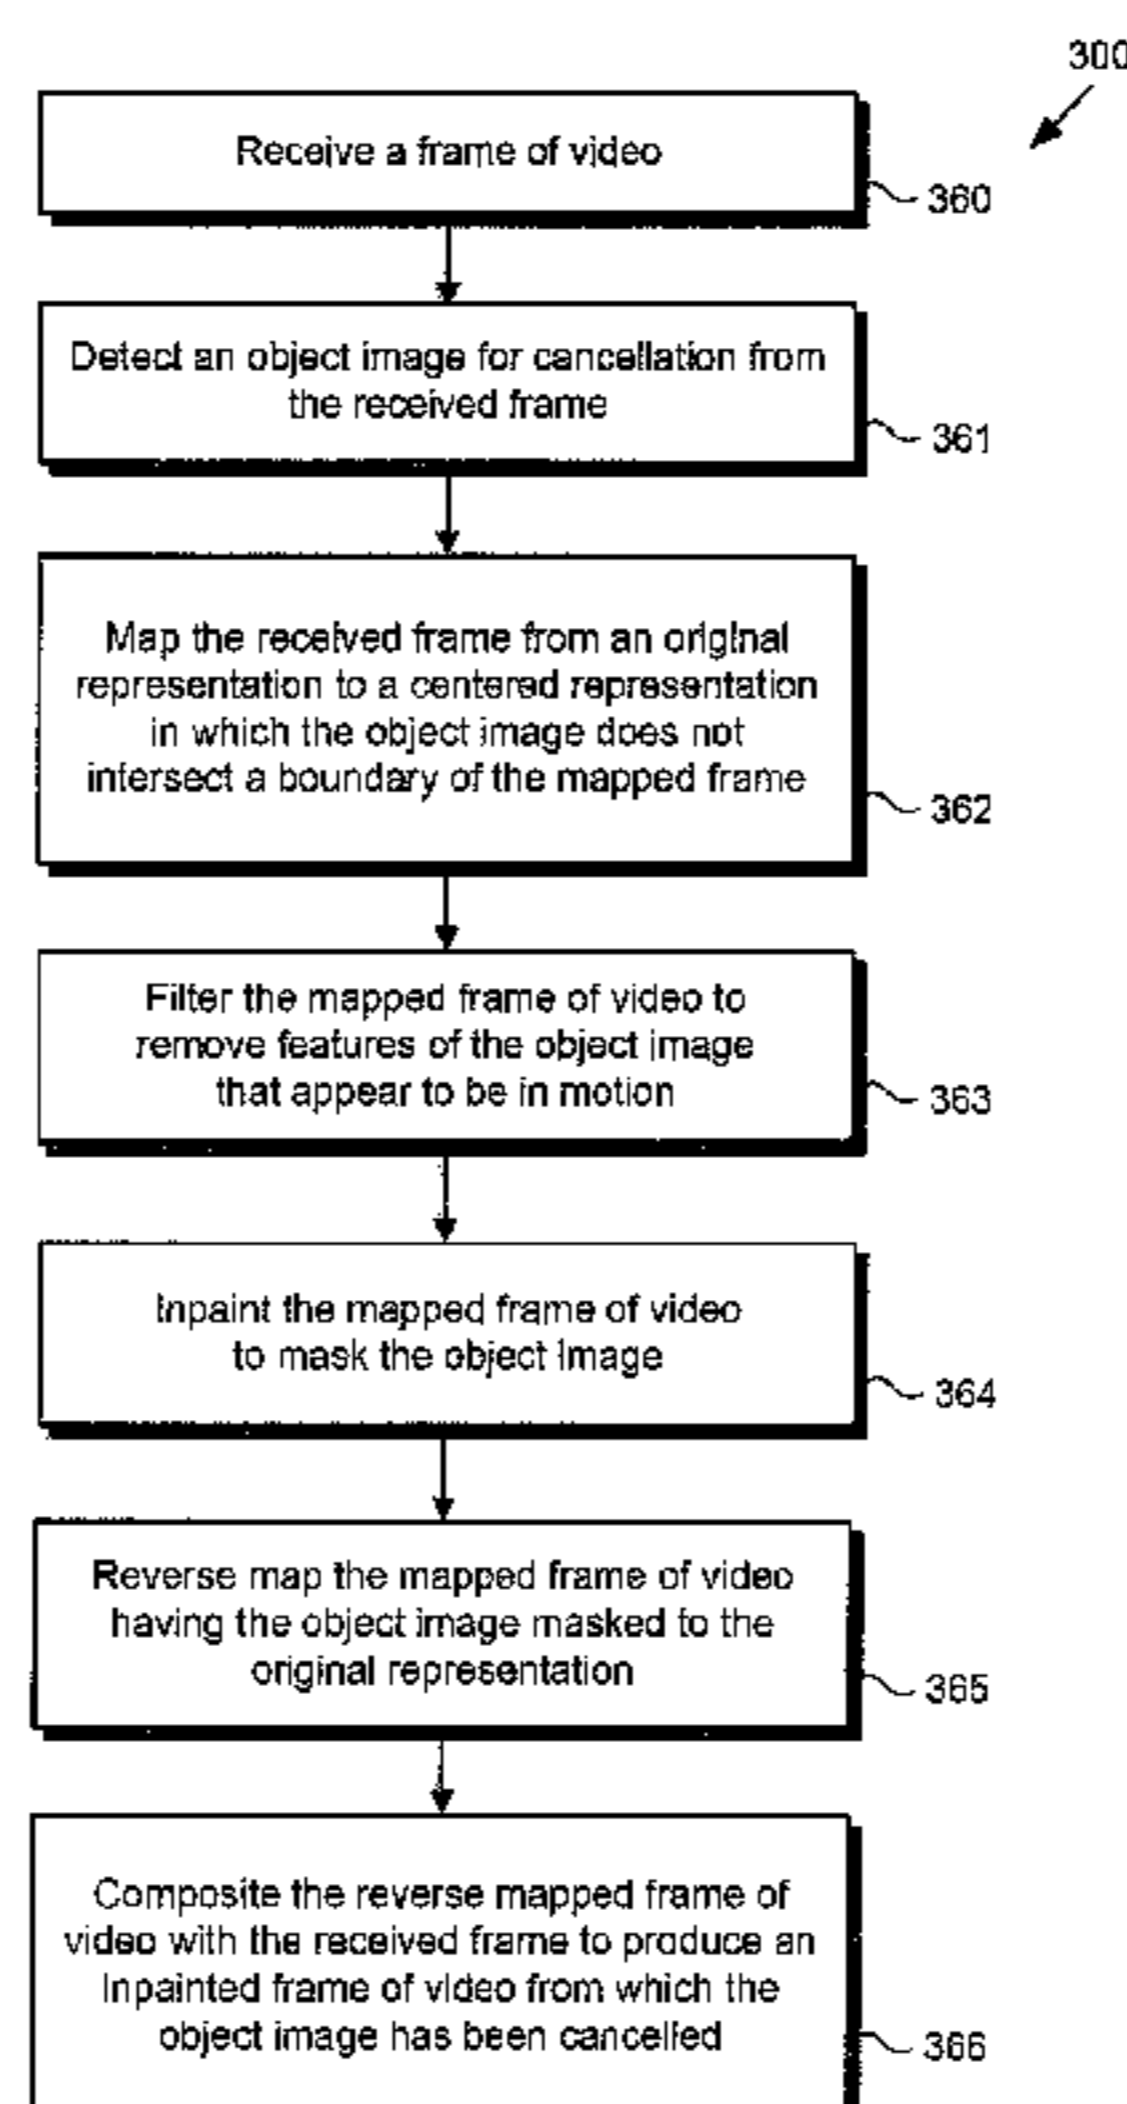 300
Receive a frame of video
360
Detect an object image for cancellation from
the received frame
361
Map the received frame from an original
representation to a centered representation
in which the object image does not
intersect a boundary of the mapped frame
362
Filter the mapped frame of video to
remove features of the object image
that appear to be in motion
363
Inpaint the mapped frame of video
to mask the object image
364
Reverse map the mapped frame of video
having the object image masked to the
original representation
365
Composite the reverse mapped frame of
video with the received frame to produce an
inpainted frame of video from which the
object image has been cancelled
366